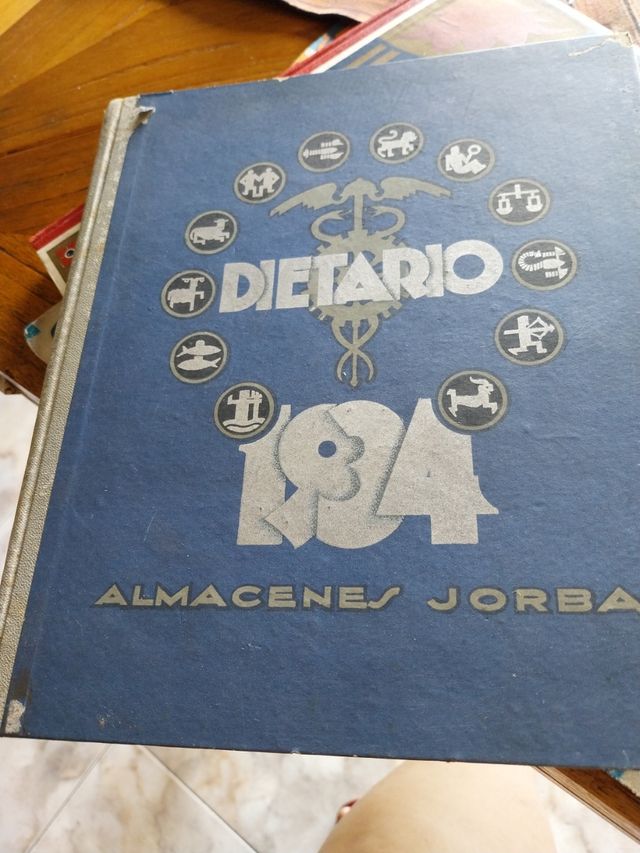 DIETARIO
1934
ALMACENES JORBA